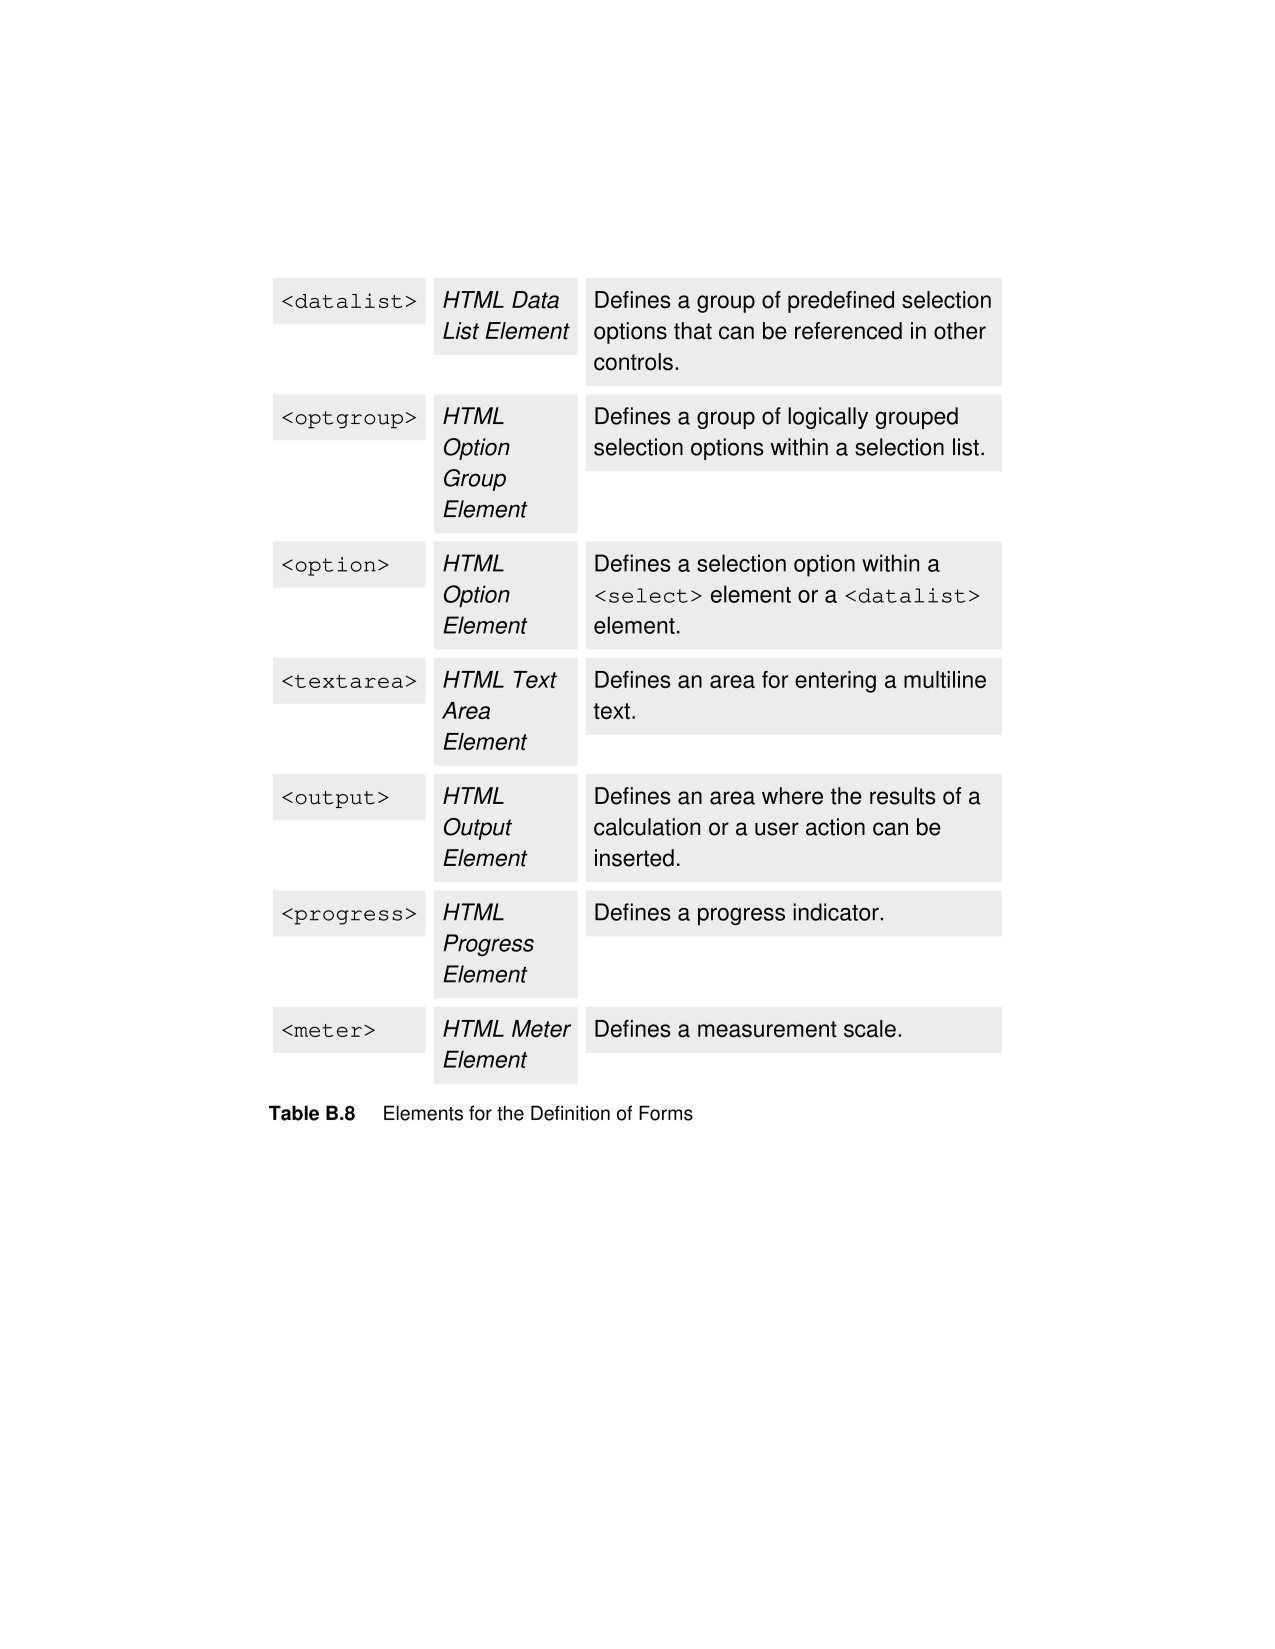 <datalist>
HTML Data
List Element
Defines a group of predefined selection
options that can be referenced in other
controls.
<optgroup>
HTML
Option
Group
Element
Defines a group of logically grouped
selection options within a selection list.
<option>
HTML
Option
Element
Defines a selection option within a
<select> element or a <datalist>
element.
<textarea>
HTML Text
Area
Element
Defines an area for entering a multiline
text.
<output>
HTML
Output
Element
Defines an area where the results of a
calculation or a user action can be
inserted.
<progress>
HTML
Progress
Element
Defines a progress indicator.
<meter>
HTML Meter
Element
Defines a measurement scale.
Table B.8 Elements for the Definition of Forms